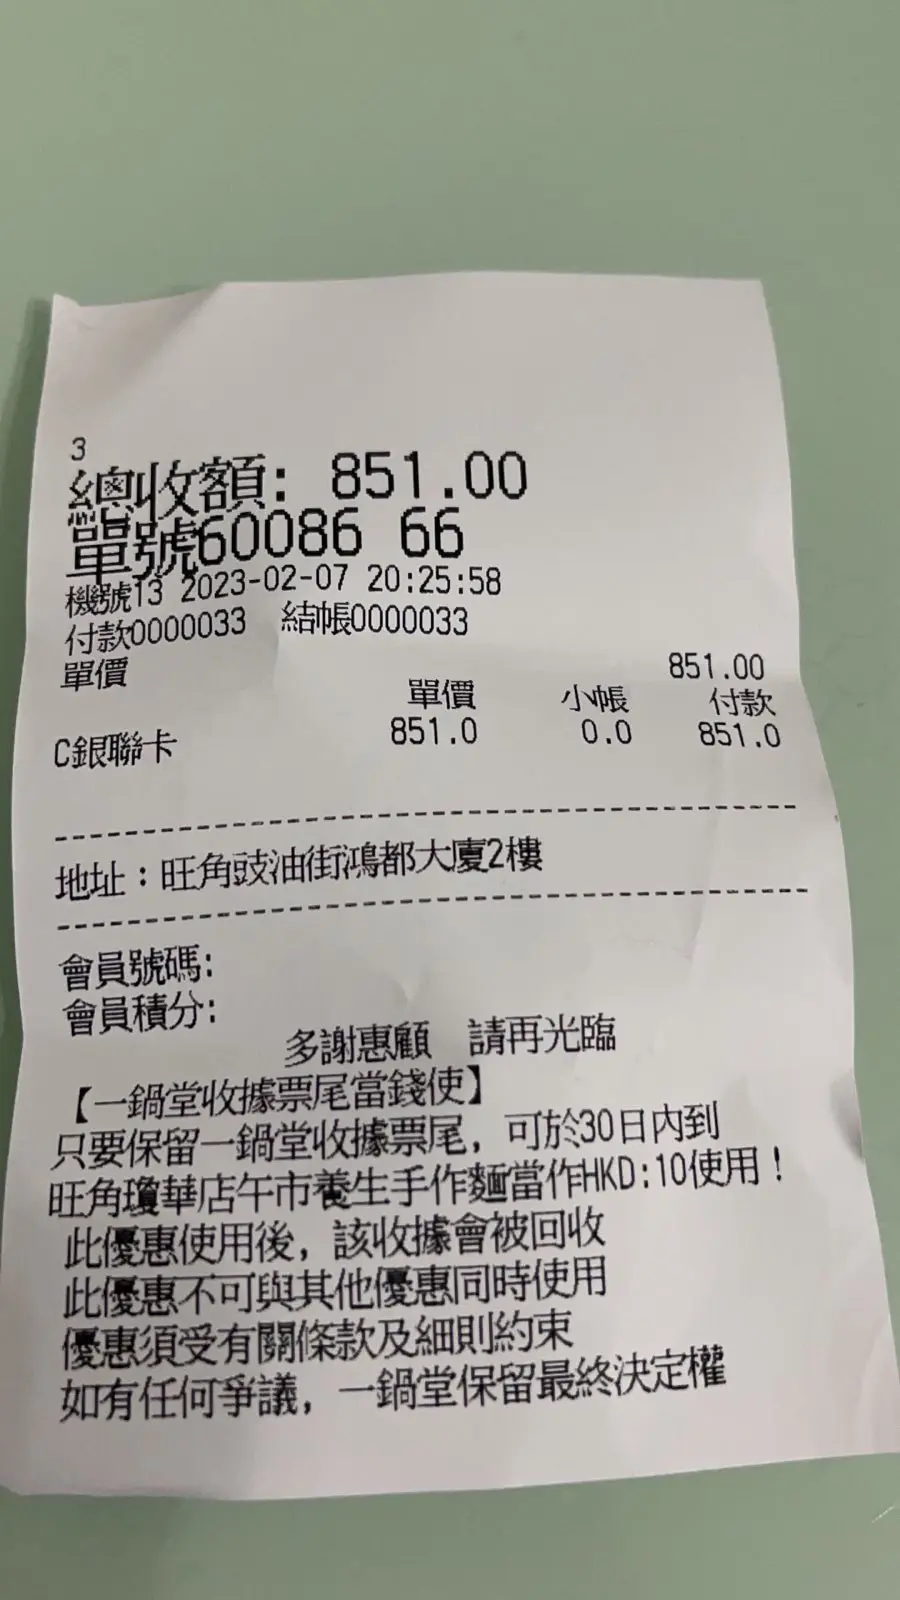 3
總收額: 851.00
單號60086 66
機號13 2023-02-07 20:25:58
付款0000033 結帳0000033
單價 851.00
單價 小帳 付款
C銀聯卡 851.0 0.0 851.0
地址：旺角豉油街鴻都大廈2樓
會員號碼:
會員積分:
多謝惠顧 請再光臨
【一鍋堂收據票尾當錢使】
只要保留一鍋堂收據票尾，可於30日內到
旺角瓊華店午市養生手作麵當作HKD:10使用！
此優惠使用後，該收據會被回收
此優惠不可與其他優惠同時使用
優惠須受有關條款及細則約束
如有任何爭議，一鍋堂保留最終決定權